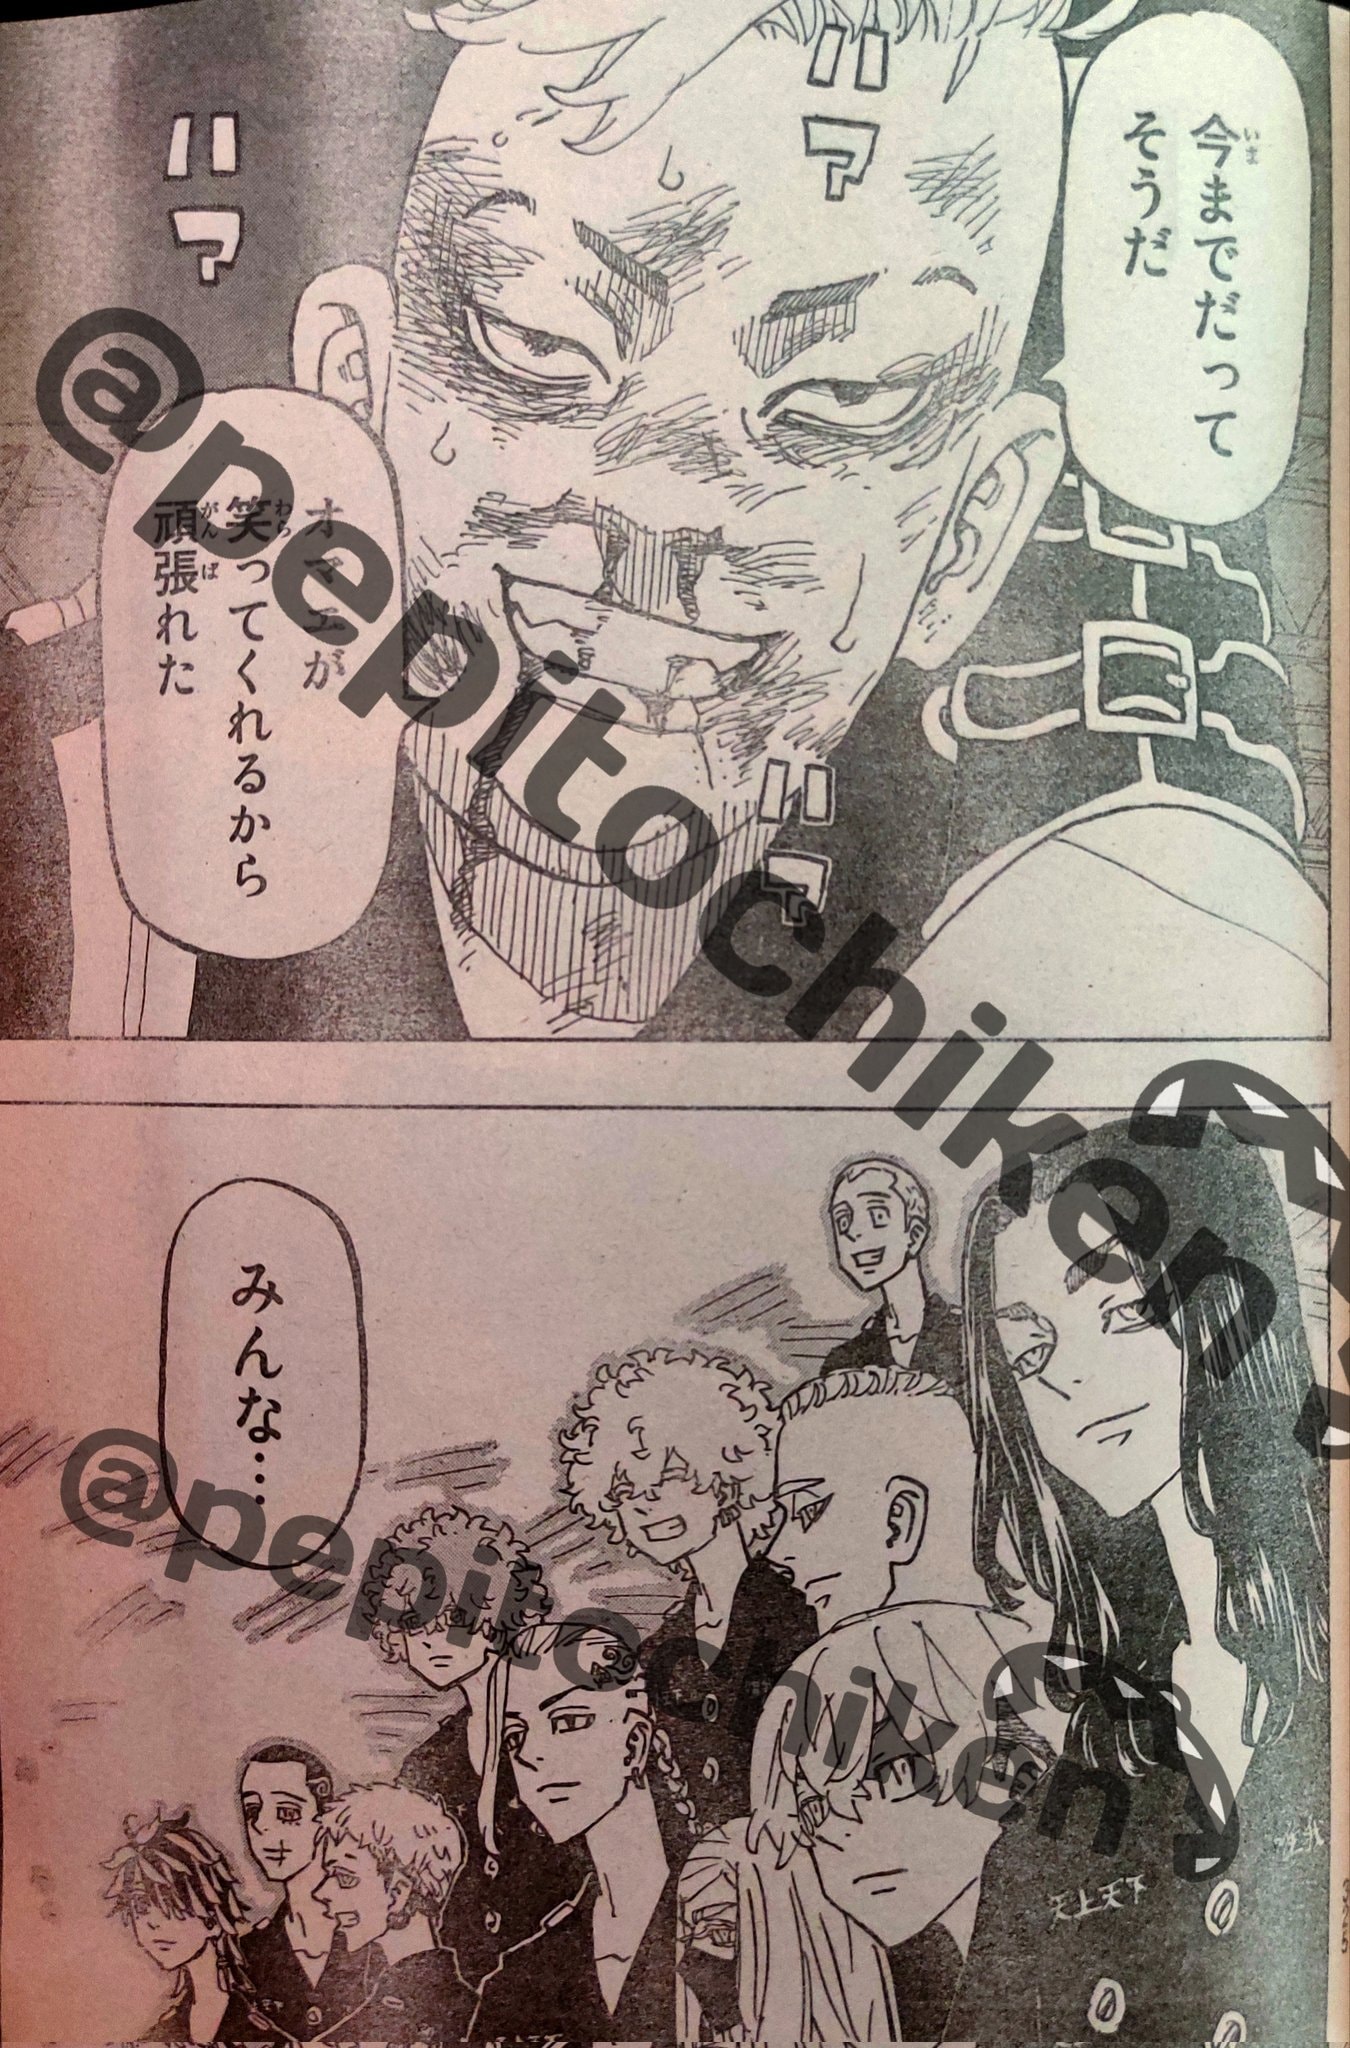 今までだって
そうだ
ハァ
ハァ
オマエが
笑ってくれるから
頑張れた
ハァ
みんな…
天上天下
@pepitochiken
@pepitochiken